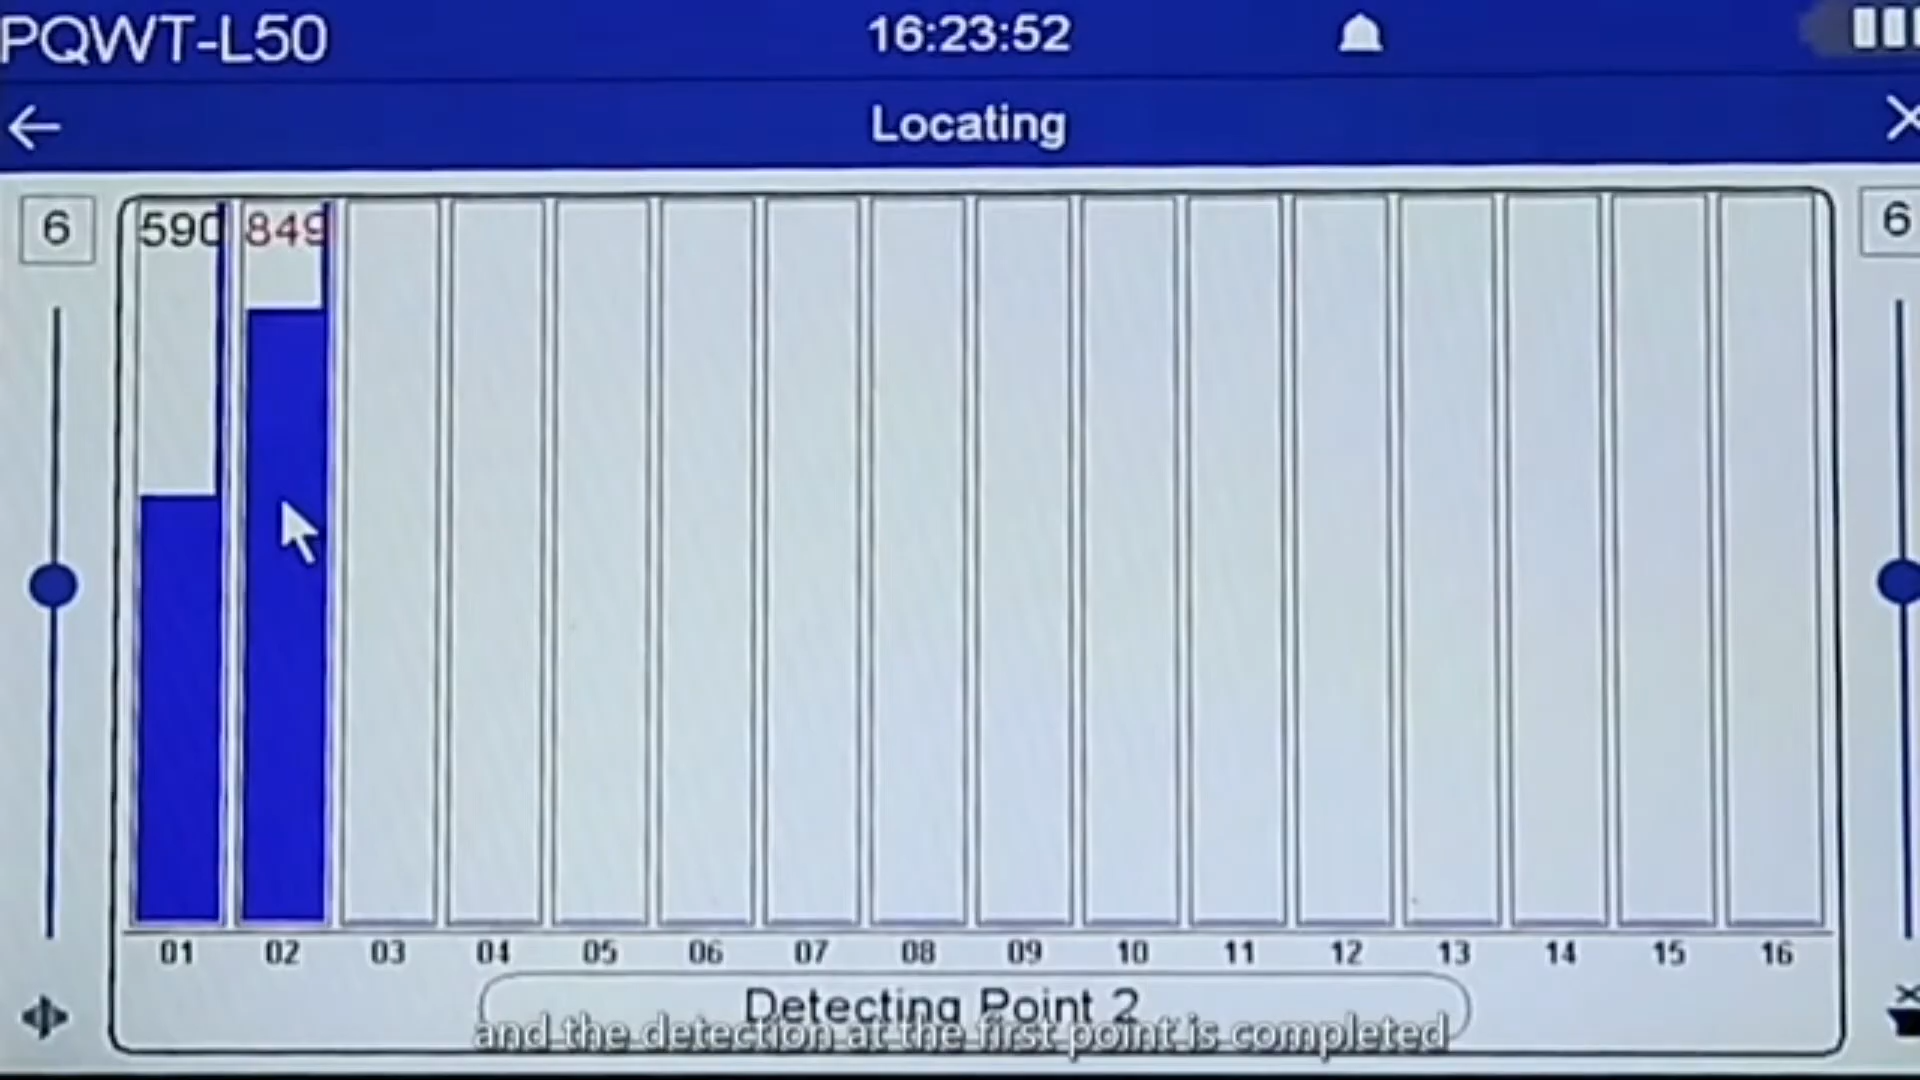 PQWT-L50 16:23:52
Locating
6 590 849 6
01 02 03 04 05 06 07 08 09 10 11 12 13 14 15 16
Detecting Point 2
and the detection at the first point is completed